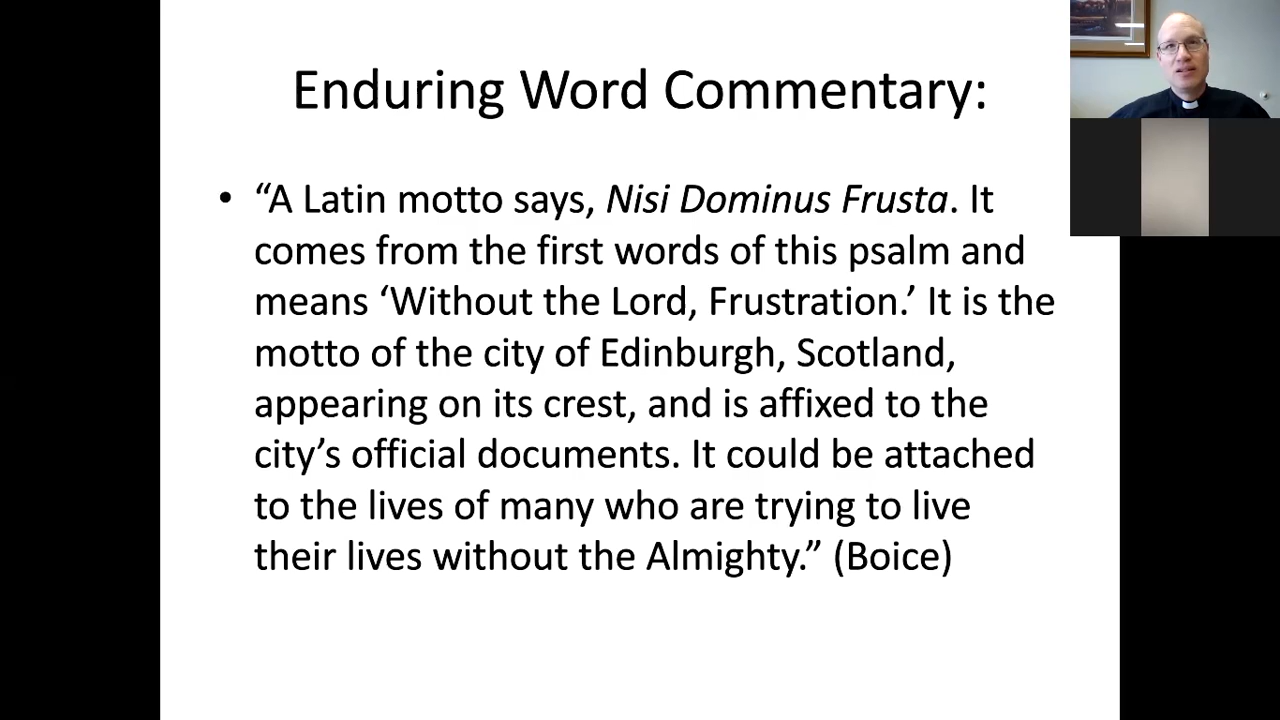 Enduring Word Commentary:
• “A Latin motto says, Nisi Dominus Frusta. It
comes from the first words of this psalm and
means ‘Without the Lord, Frustration.’ It is the
motto of the city of Edinburgh, Scotland,
appearing on its crest, and is affixed to the
city’s official documents. It could be attached
to the lives of many who are trying to live
their lives without the Almighty.” (Boice)